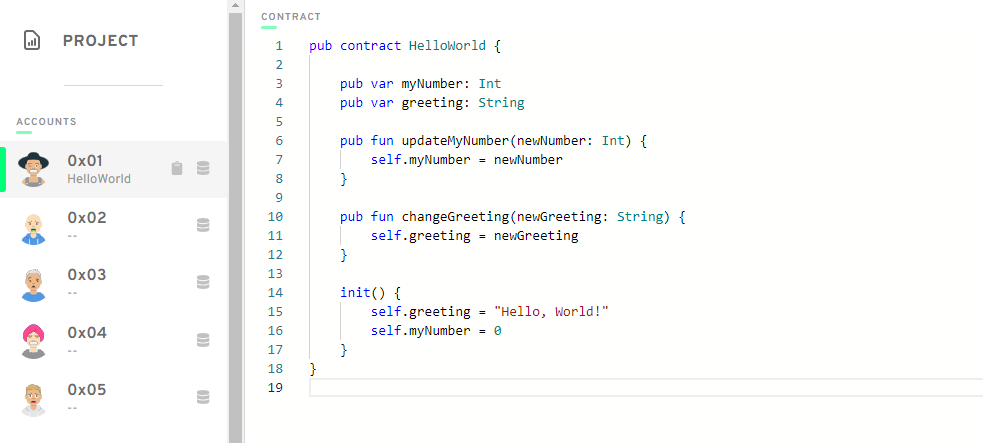 PROJECT
ACCOUNTS
0x01
HelloWorld
0x02
--
0x03
--
0x04
--
0x05
--
CONTRACT
1 pub contract HelloWorld {
2
3     pub var myNumber: Int
4     pub var greeting: String
5
6     pub fun updateMyNumber(newNumber: Int) {
7         self.myNumber = newNumber
8     }
9
10     pub fun changeGreeting(newGreeting: String) {
11         self.greeting = newGreeting
12     }
13
14     init() {
15         self.greeting = "Hello, World!"
16         self.myNumber = 0
17     }
18 }
19